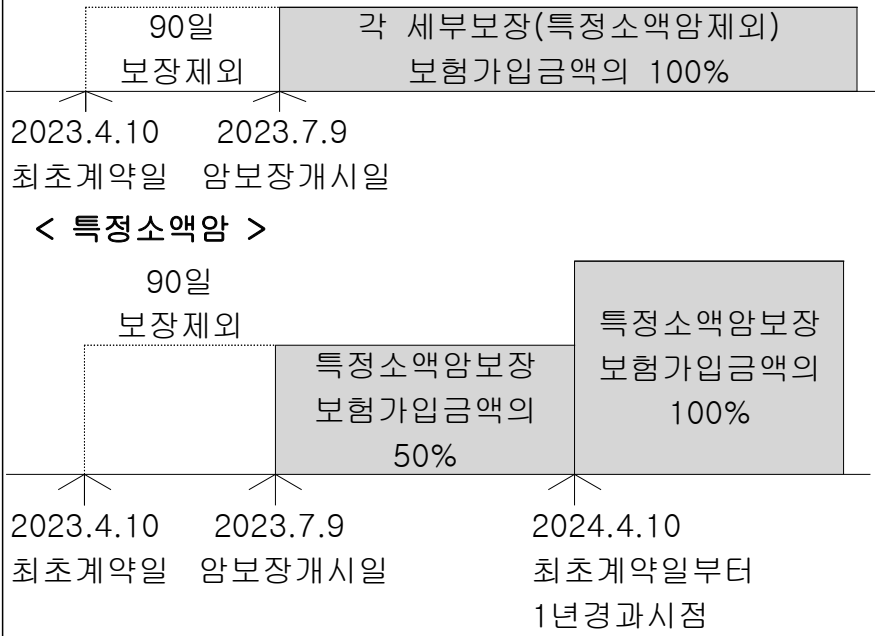 90일
보장제외
각 세부보장(특정소액암제외)
보험가입금액의 100%
2023.4.10
최초계약일
2023.7.9
암보장개시일
< 특정소액암 >
90일
보장제외
특정소액암보장
보험가입금액의
50%
특정소액암보장
보험가입금액의
100%
2023.4.10
최초계약일
2023.7.9
암보장개시일
2024.4.10
최초계약일부터
1년경과시점